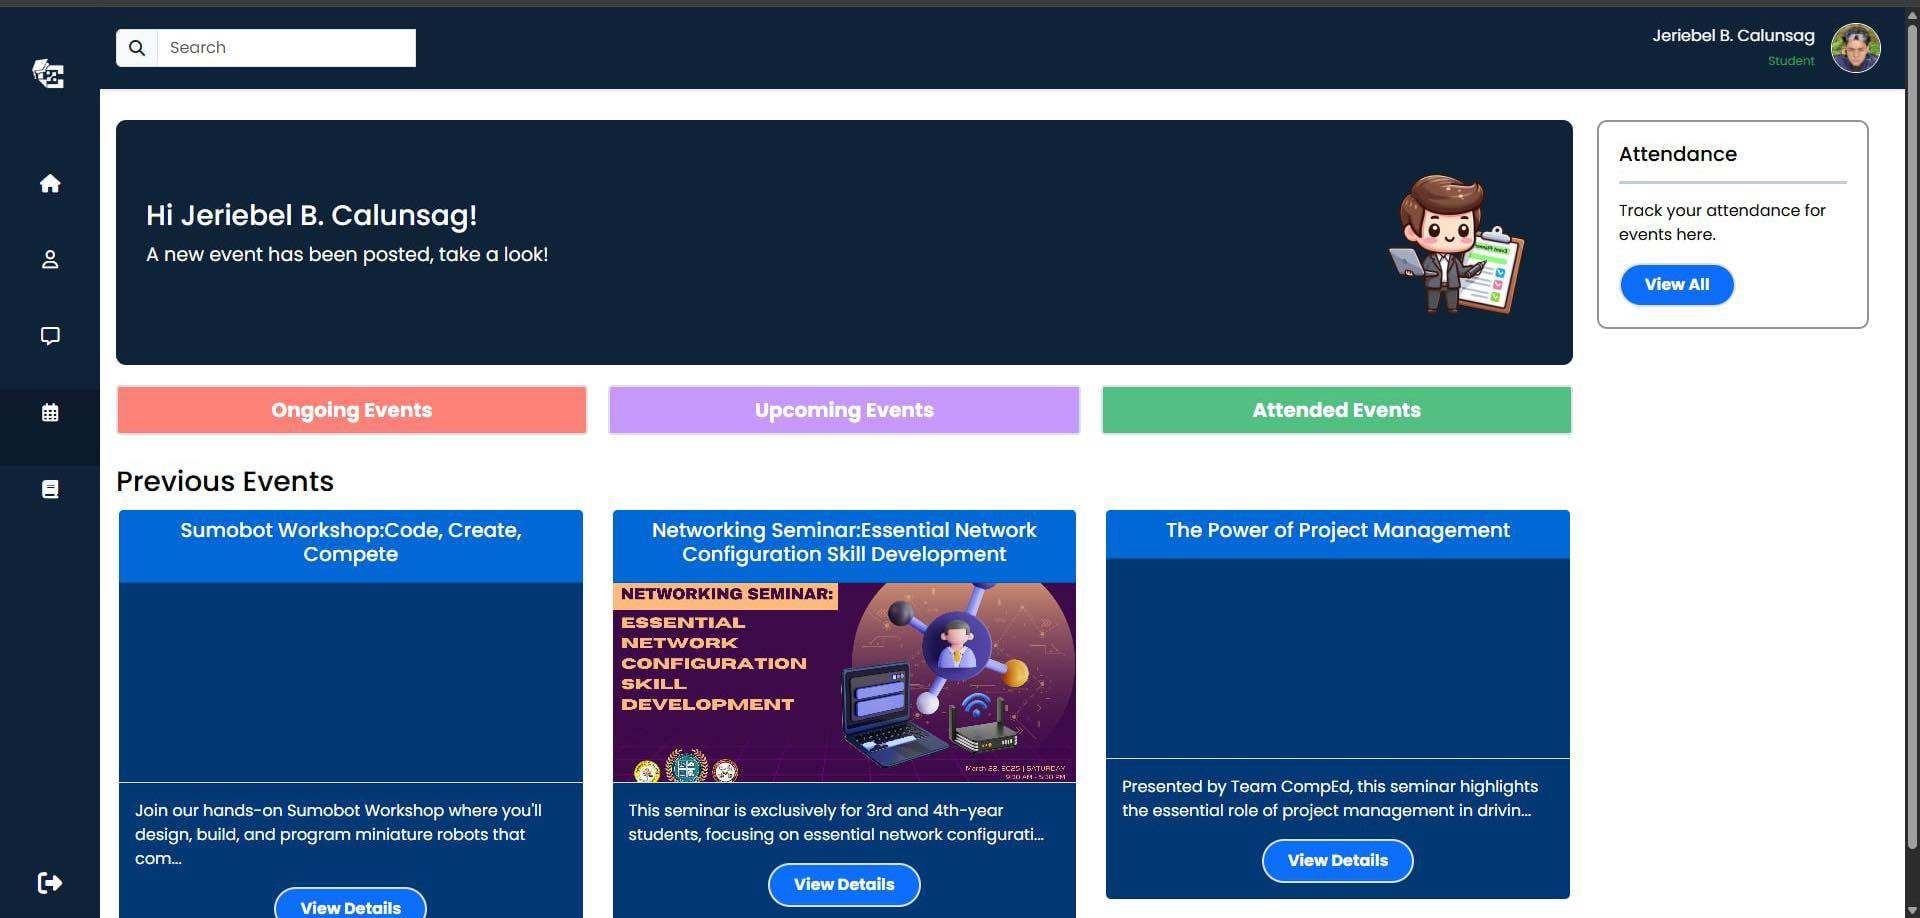 Search
Jeriebel B. Calunsag
Student
Hi Jeriebel B. Calunsag!
A new event has been posted, take a look!
Attendance
Track your attendance for
events here.
View All
Ongoing Events
Upcoming Events
Attended Events
Previous Events
Sumobot Workshop:Code, Create,
Compete
Join our hands-on Sumobot Workshop where you'll
design, build, and program miniature robots that
com...
View Details
Networking Seminar:Essential Network
Configuration Skill Development
NETWORKING SEMINAR:
ESSENTIAL
NETWORK
CONFIGURATION
SKILL
DEVELOPMENT
March 22, 2025 | SATURDAY
9:00 AM - 5:00 PM
This seminar is exclusively for 3rd and 4th-year
students, focusing on essential network configurati...
View Details
The Power of Project Management
Presented by Team CompEd, this seminar highlights
the essential role of project management in drivin...
View Details